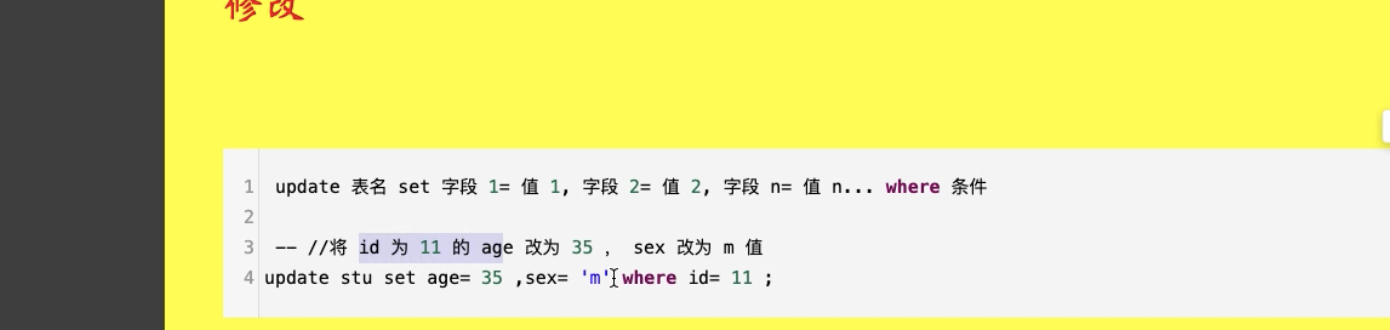 修改
1 update 表名 set 字段 1= 值 1, 字段 2= 值 2, 字段 n= 值 n... where 条件
2
3 -- //将 id 为 11 的 age 改为 35 , sex 改为 m 值
4 update stu set age= 35 ,sex= 'm' where id= 11 ;